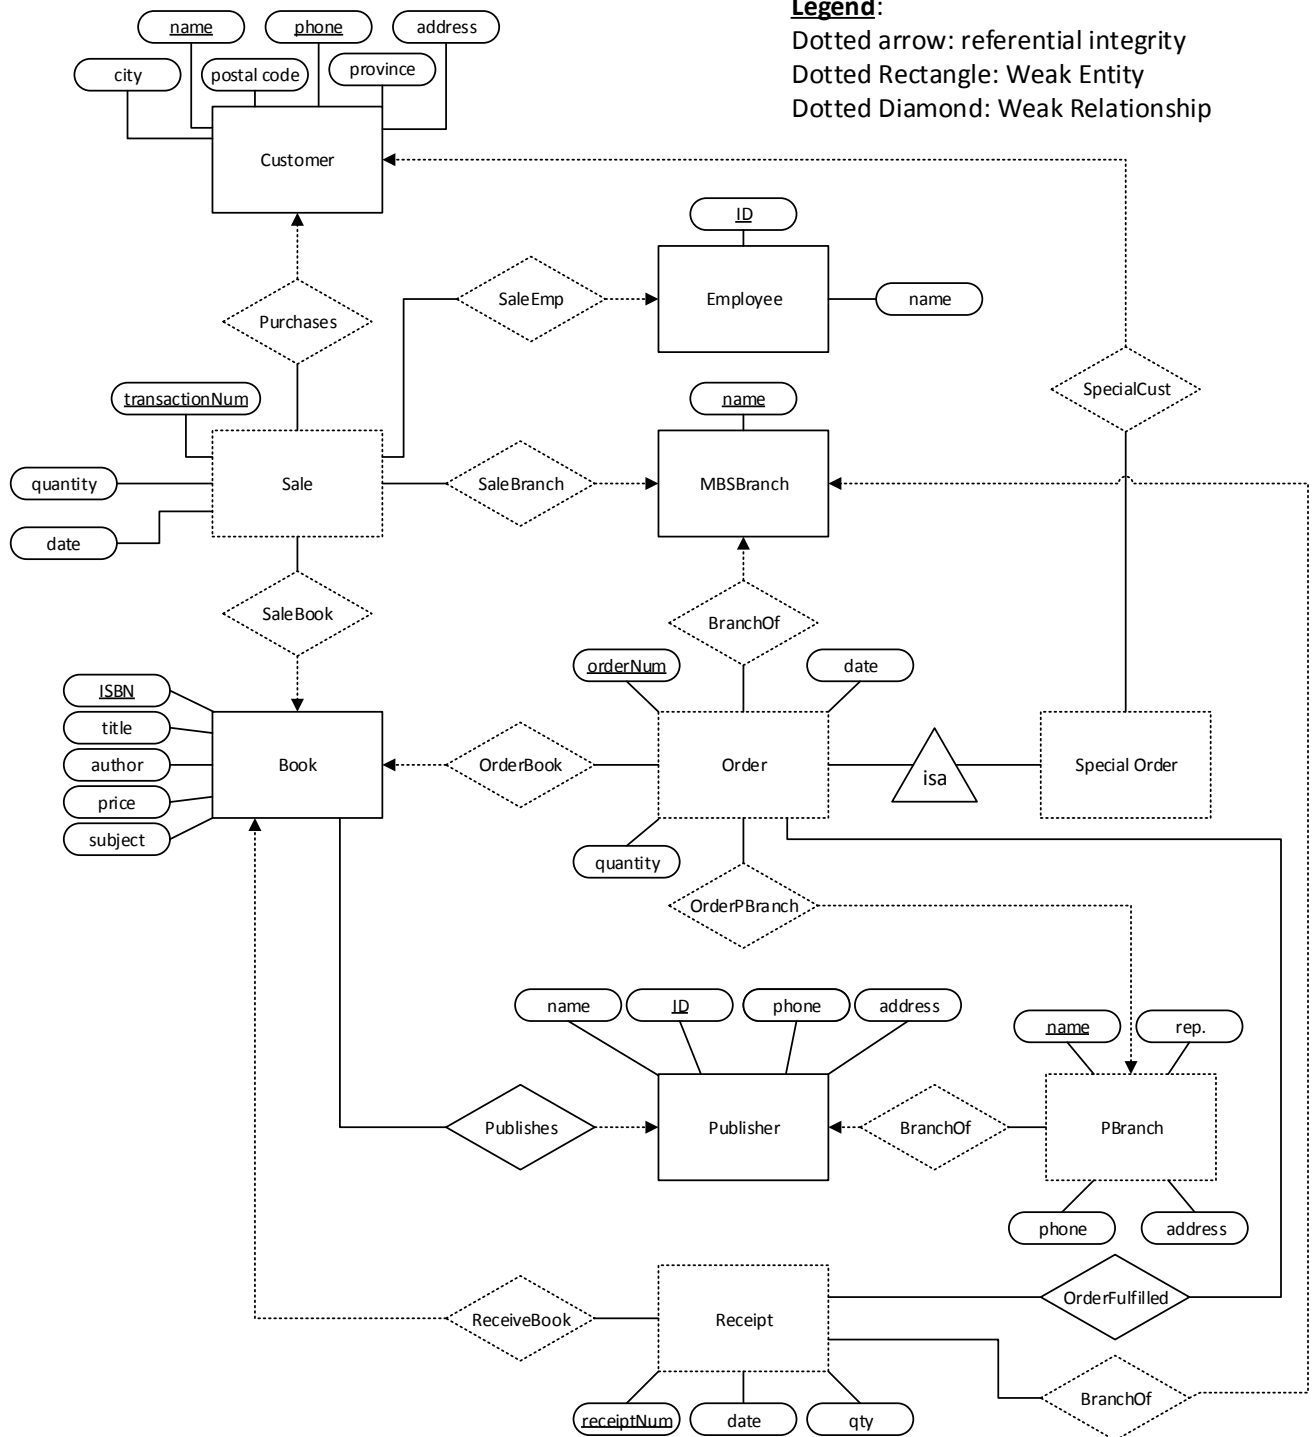 Legend:
Dotted arrow: referential integrity
Dotted Rectangle: Weak Entity
Dotted Diamond: Weak Relationship
name
phone
address
city
postal code
province
Customer
ID
Employee
name
SaleEmp
Purchases
SpecialCust
transactionNum
name
quantity
Sale
SaleBranch
MBSBranch
date
SaleBook
BranchOf
orderNum
date
ISBN
title
author
price
subject
Book
OrderBook
Order
isa
Special Order
quantity
OrderPBranch
name
ID
phone
address
name
rep.
Publishes
Publisher
BranchOf
PBranch
phone
address
ReceiveBook
Receipt
OrderFulfilled
BranchOf
receiptNum
date
qty